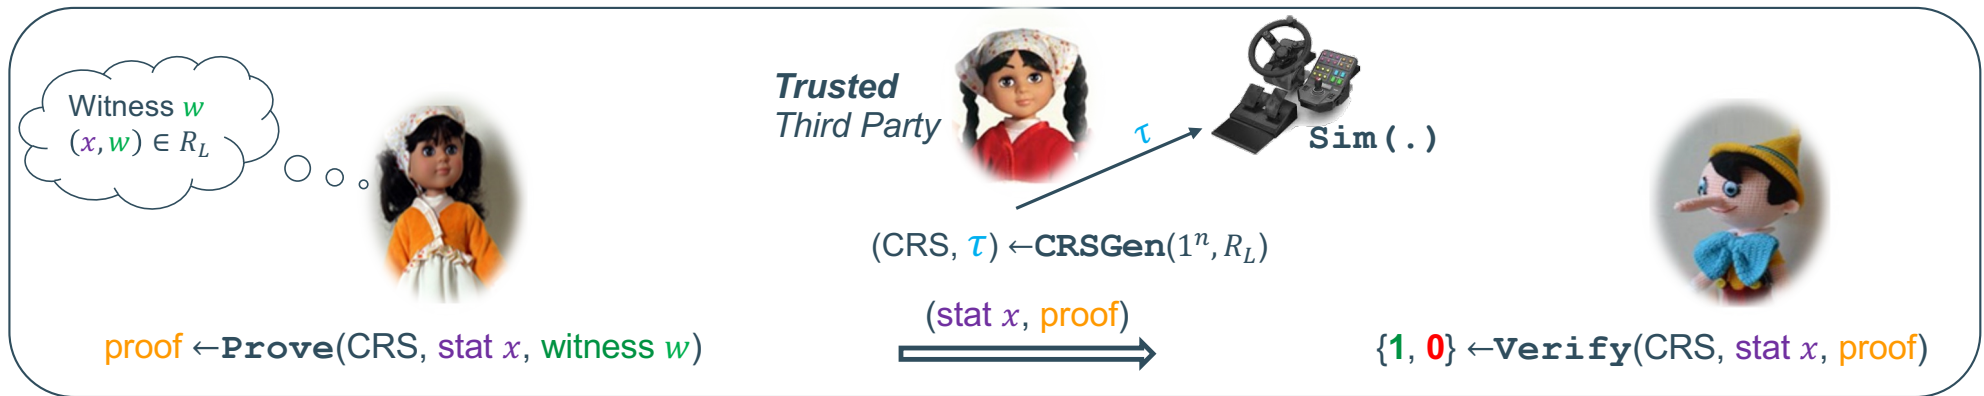 Witness w
(x, w) ∈ R_L
Trusted
Third Party
τ
Sim(.)
(CRS, τ) ←CRSGen(1^n, R_L)
(stat x, proof)
proof ←Prove(CRS, stat x, witness w)
{1, 0} ←Verify(CRS, stat x, proof)